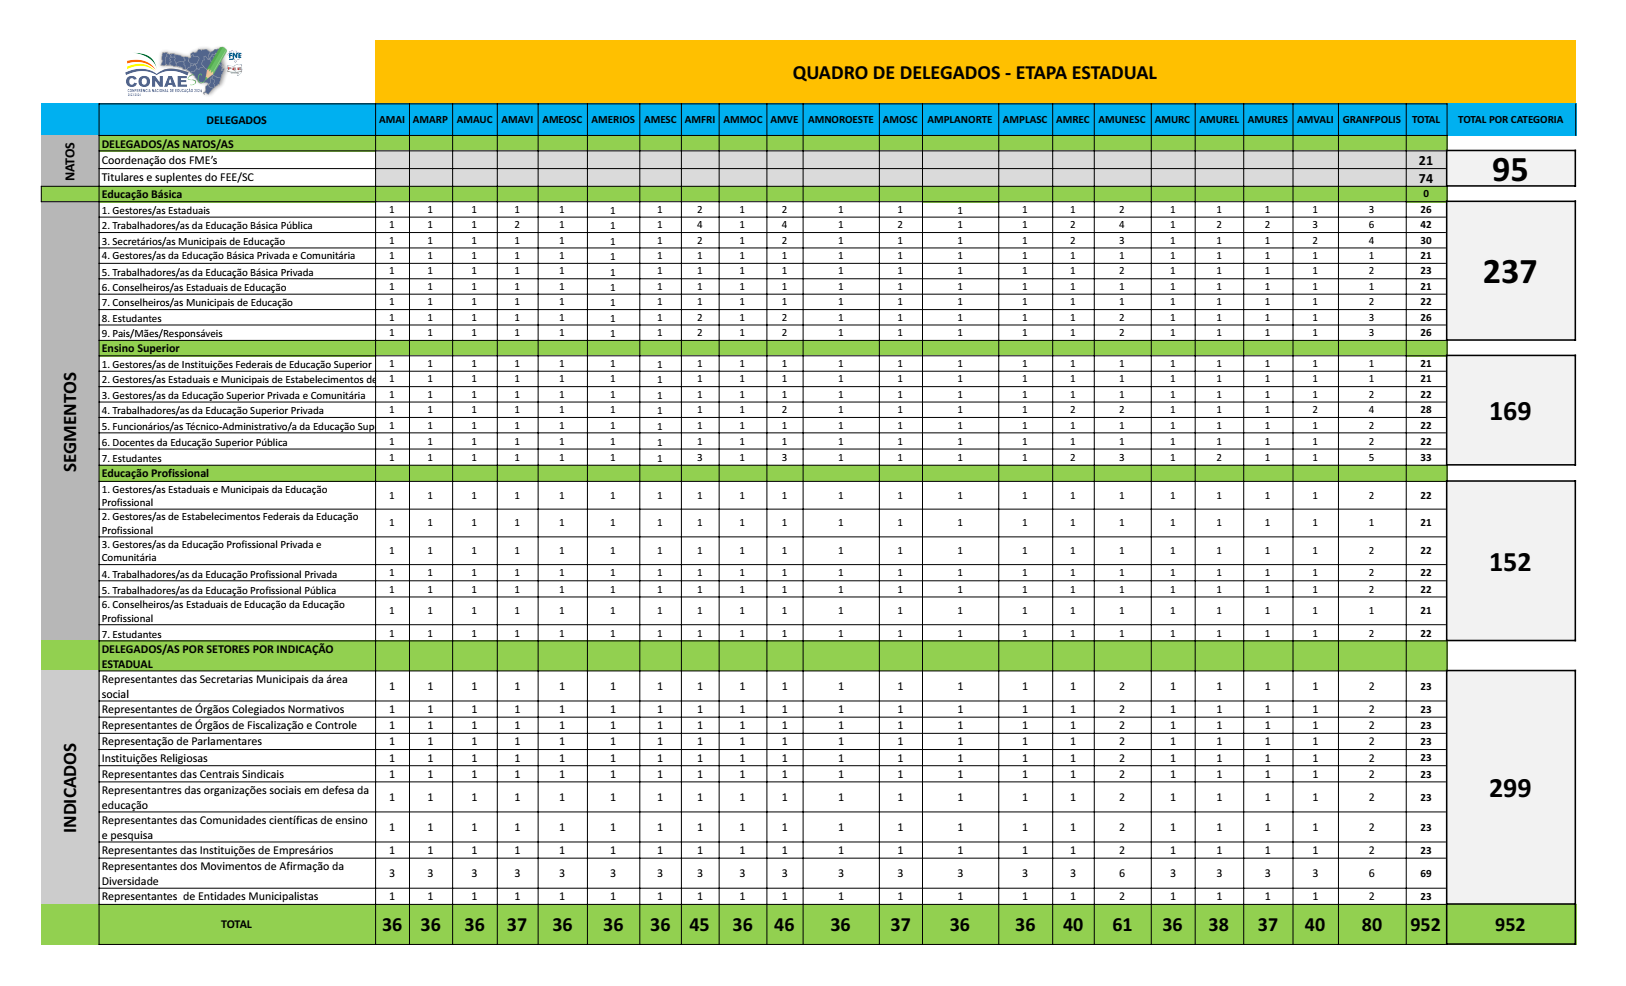 CONAE
CONFERÊNCIA NACIONAL DE EDUCAÇÃO 2024
FNE
QUADRO DE DELEGADOS - ETAPA ESTADUAL
DELEGADOS AMAI AMARP AMAUC AMAVI AMEOSC AMERIOS AMESC AMFRI AMMOC AMVE AMNOROESTE AMOSC AMPLANORTE AMPLASC AMREC AMUNESC AMURC AMUREL AMURES AMVALI GRANFPOLIS TOTAL TOTAL POR CATEGORIA
NATOS
DELEGADOS/AS NATOS/AS
Coordenação dos FME's 21
95
Titulares e suplentes do FEE/SC 74
Educação Básica 0
SEGMENTOS
1. Gestores/as Estaduais 1 1 1 1 1 1 1 2 1 2 1 1 1 1 1 2 1 1 1 1 3 26
2. Trabalhadores/as da Educação Básica Pública 1 1 1 2 1 1 1 4 1 4 1 2 1 1 2 4 1 2 2 3 6 42
3. Secretários/as Municipais de Educação 1 1 1 1 1 1 1 2 1 2 1 1 1 1 2 3 1 1 1 2 4 30
4. Gestores/as da Educação Básica Privada e Comunitária 1 1 1 1 1 1 1 1 1 1 1 1 1 1 1 1 1 1 1 1 1 21
5. Trabalhadores/as da Educação Básica Privada 1 1 1 1 1 1 1 1 1 1 1 1 1 1 1 2 1 1 1 1 2 23
237
6. Conselheiros/as Estaduais de Educação 1 1 1 1 1 1 1 1 1 1 1 1 1 1 1 1 1 1 1 1 1 21
7. Conselheiros/as Municipais de Educação 1 1 1 1 1 1 1 1 1 1 1 1 1 1 1 1 1 1 1 1 2 22
8. Estudantes 1 1 1 1 1 1 1 2 1 2 1 1 1 1 1 2 1 1 1 1 3 26
9. Pais/Mães/Responsáveis 1 1 1 1 1 1 1 2 1 2 1 1 1 1 1 2 1 1 1 1 3 26
Ensino Superior
1. Gestores/as de Instituições Federais de Educação Superior 1 1 1 1 1 1 1 1 1 1 1 1 1 1 1 1 1 1 1 1 1 21
2. Gestores/as Estaduais e Municipais de Estabelecimentos de 1 1 1 1 1 1 1 1 1 1 1 1 1 1 1 1 1 1 1 1 1 21
3. Gestores/as da Educação Superior Privada e Comunitária 1 1 1 1 1 1 1 1 1 1 1 1 1 1 1 1 1 1 1 1 2 22
4. Trabalhadores/as da Educação Superior Privada 1 1 1 1 1 1 1 1 1 2 1 1 1 1 2 2 1 1 1 2 4 28
169
5. Funcionários/as Técnico-Administrativo/a da Educação Sup 1 1 1 1 1 1 1 1 1 1 1 1 1 1 1 1 1 1 1 1 2 22
6. Docentes da Educação Superior Pública 1 1 1 1 1 1 1 1 1 1 1 1 1 1 1 1 1 1 1 1 2 22
7. Estudantes 1 1 1 1 1 1 1 3 1 3 1 1 1 1 2 3 1 2 1 1 5 33
Educação Profissional
1. Gestores/as Estaduais e Municipais da Educação
Profissional 1 1 1 1 1 1 1 1 1 1 1 1 1 1 1 1 1 1 1 1 2 22
2. Gestores/as de Estabelecimentos Federais da Educação
Profissional 1 1 1 1 1 1 1 1 1 1 1 1 1 1 1 1 1 1 1 1 1 21
3. Gestores/as da Educação Profissional Privada e
Comunitária 1 1 1 1 1 1 1 1 1 1 1 1 1 1 1 1 1 1 1 1 2 22
152
4. Trabalhadores/as da Educação Profissional Privada 1 1 1 1 1 1 1 1 1 1 1 1 1 1 1 1 1 1 1 1 2 22
5. Trabalhadores/as da Educação Profissional Pública 1 1 1 1 1 1 1 1 1 1 1 1 1 1 1 1 1 1 1 1 2 22
6. Conselheiros/as Estaduais de Educação da Educação
Profissional 1 1 1 1 1 1 1 1 1 1 1 1 1 1 1 1 1 1 1 1 1 21
7. Estudantes 1 1 1 1 1 1 1 1 1 1 1 1 1 1 1 1 1 1 1 1 2 22
DELEGADOS/AS POR SETORES POR INDICAÇÃO
ESTADUAL
INDICADOS
Representantes das Secretarias Municipais da área
social 1 1 1 1 1 1 1 1 1 1 1 1 1 1 1 2 1 1 1 1 2 23
Representantes de Órgãos Colegiados Normativos 1 1 1 1 1 1 1 1 1 1 1 1 1 1 1 2 1 1 1 1 2 23
Representantes de Órgãos de Fiscalização e Controle 1 1 1 1 1 1 1 1 1 1 1 1 1 1 1 2 1 1 1 1 2 23
Representação de Parlamentares 1 1 1 1 1 1 1 1 1 1 1 1 1 1 1 2 1 1 1 1 2 23
Instituições Religiosas 1 1 1 1 1 1 1 1 1 1 1 1 1 1 1 2 1 1 1 1 2 23
Representantes das Centrais Sindicais 1 1 1 1 1 1 1 1 1 1 1 1 1 1 1 2 1 1 1 1 2 23
Representantres das organizações sociais em defesa da
educação 1 1 1 1 1 1 1 1 1 1 1 1 1 1 1 2 1 1 1 1 2 23
299
Representantes das Comunidades científicas de ensino
e pesquisa 1 1 1 1 1 1 1 1 1 1 1 1 1 1 1 2 1 1 1 1 2 23
Representantes das Instituições de Empresários 1 1 1 1 1 1 1 1 1 1 1 1 1 1 1 2 1 1 1 1 2 23
Representantes dos Movimentos de Afirmação da
Diversidade 3 3 3 3 3 3 3 3 3 3 3 3 3 3 3 6 3 3 3 3 6 69
Representantes de Entidades Municipalistas 1 1 1 1 1 1 1 1 1 1 1 1 1 1 1 2 1 1 1 1 2 23
TOTAL 36 36 36 37 36 36 36 45 36 46 36 37 36 36 40 61 36 38 37 40 80 952 952